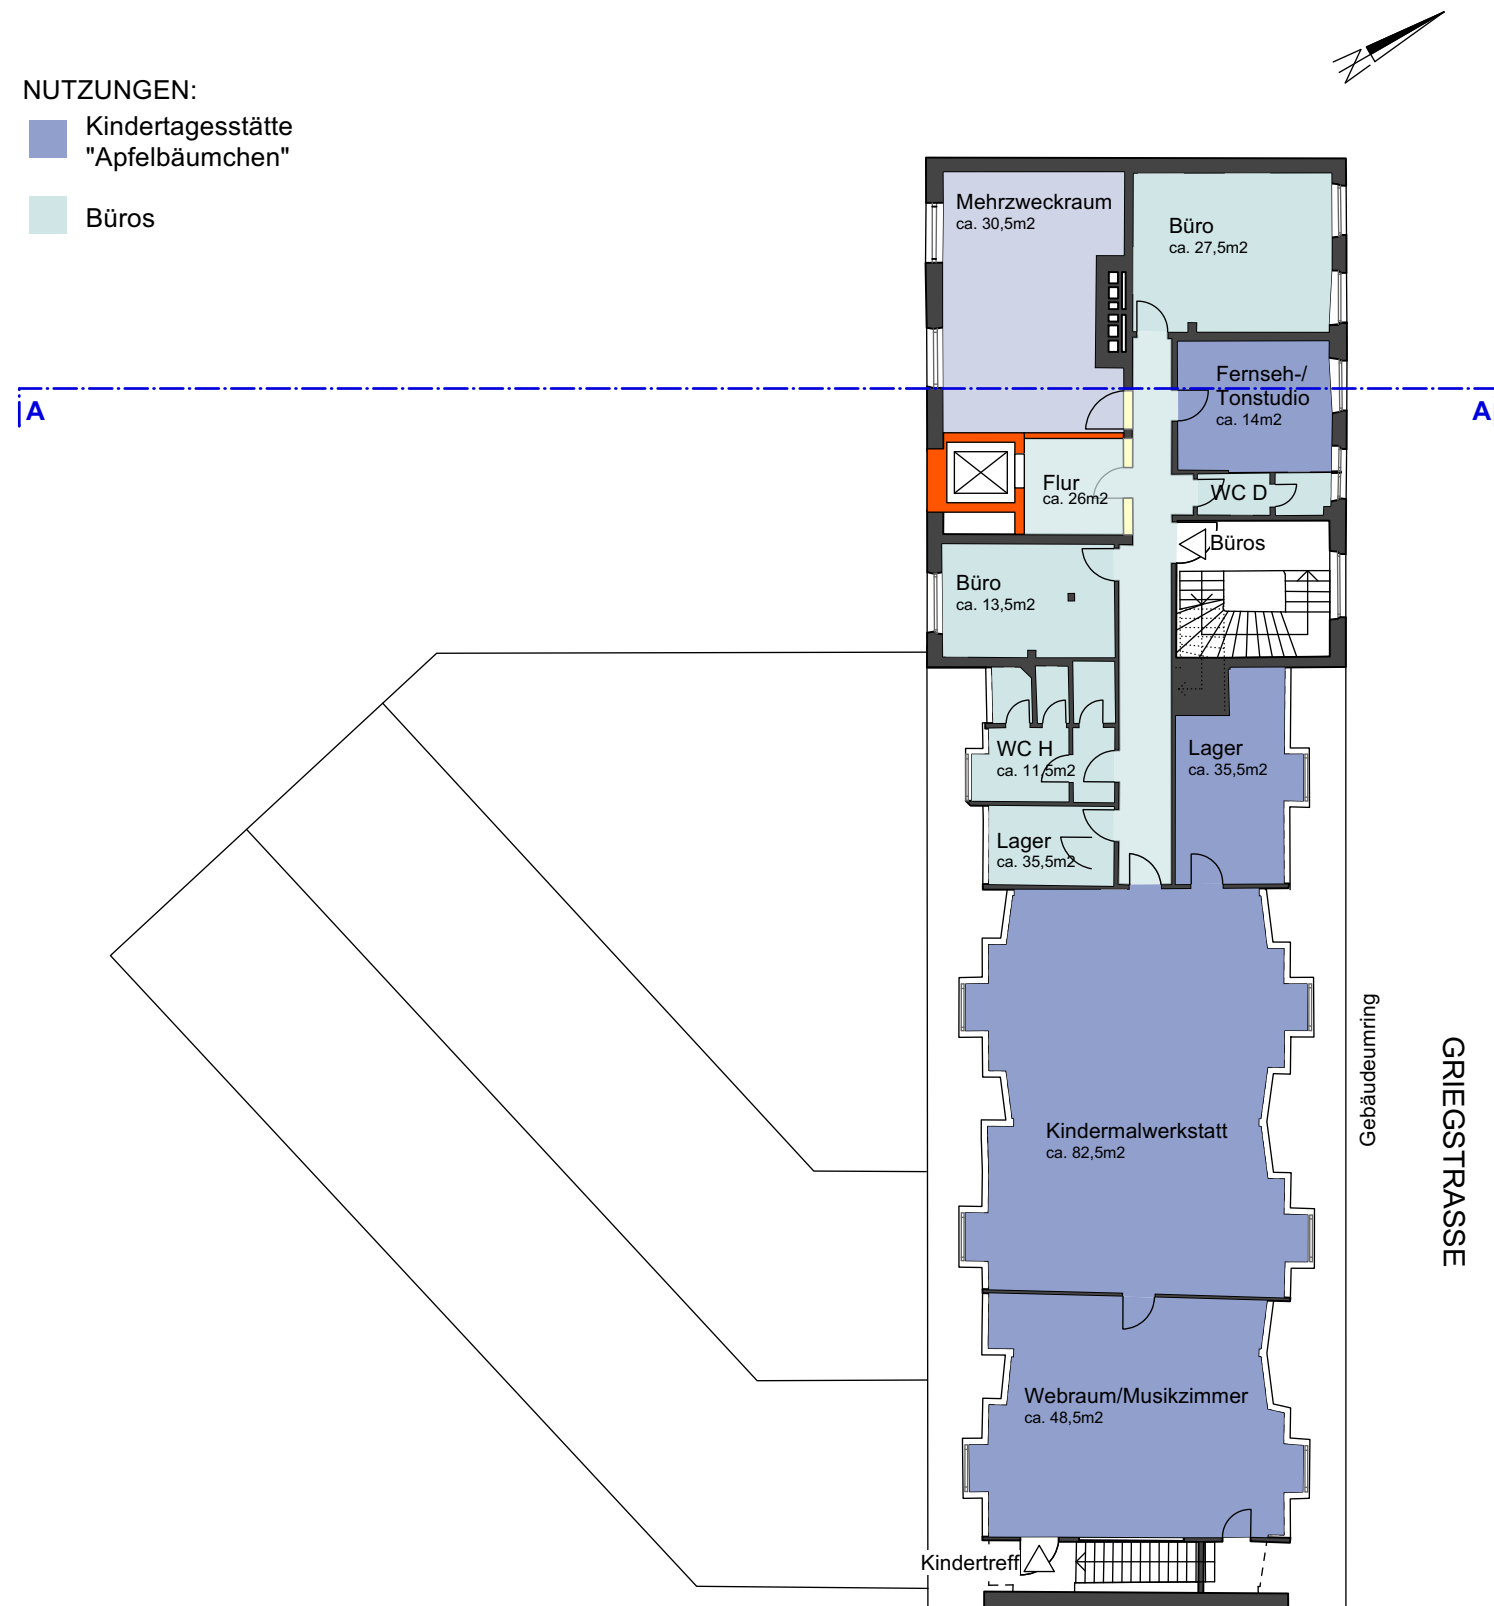 N
NUTZUNGEN:
Kindertagesstätte
"Apfelbäumchen"
Büros
Mehrzweckraum
ca. 30,5m2
Büro
ca. 27,5m2
Fernseh-/
Tonstudio
ca. 14m2
A
A
Flur
ca. 26m2
WC D
Büros
Büro
ca. 13,5m2
WC H
ca. 11,5m2
Lager
ca. 35,5m2
Lager
ca. 35,5m2
Gebäudeumring
GRIEGSTRASSE
Kindermalwerkstatt
ca. 82,5m2
Webraum/Musikzimmer
ca. 48,5m2
Kindertreff